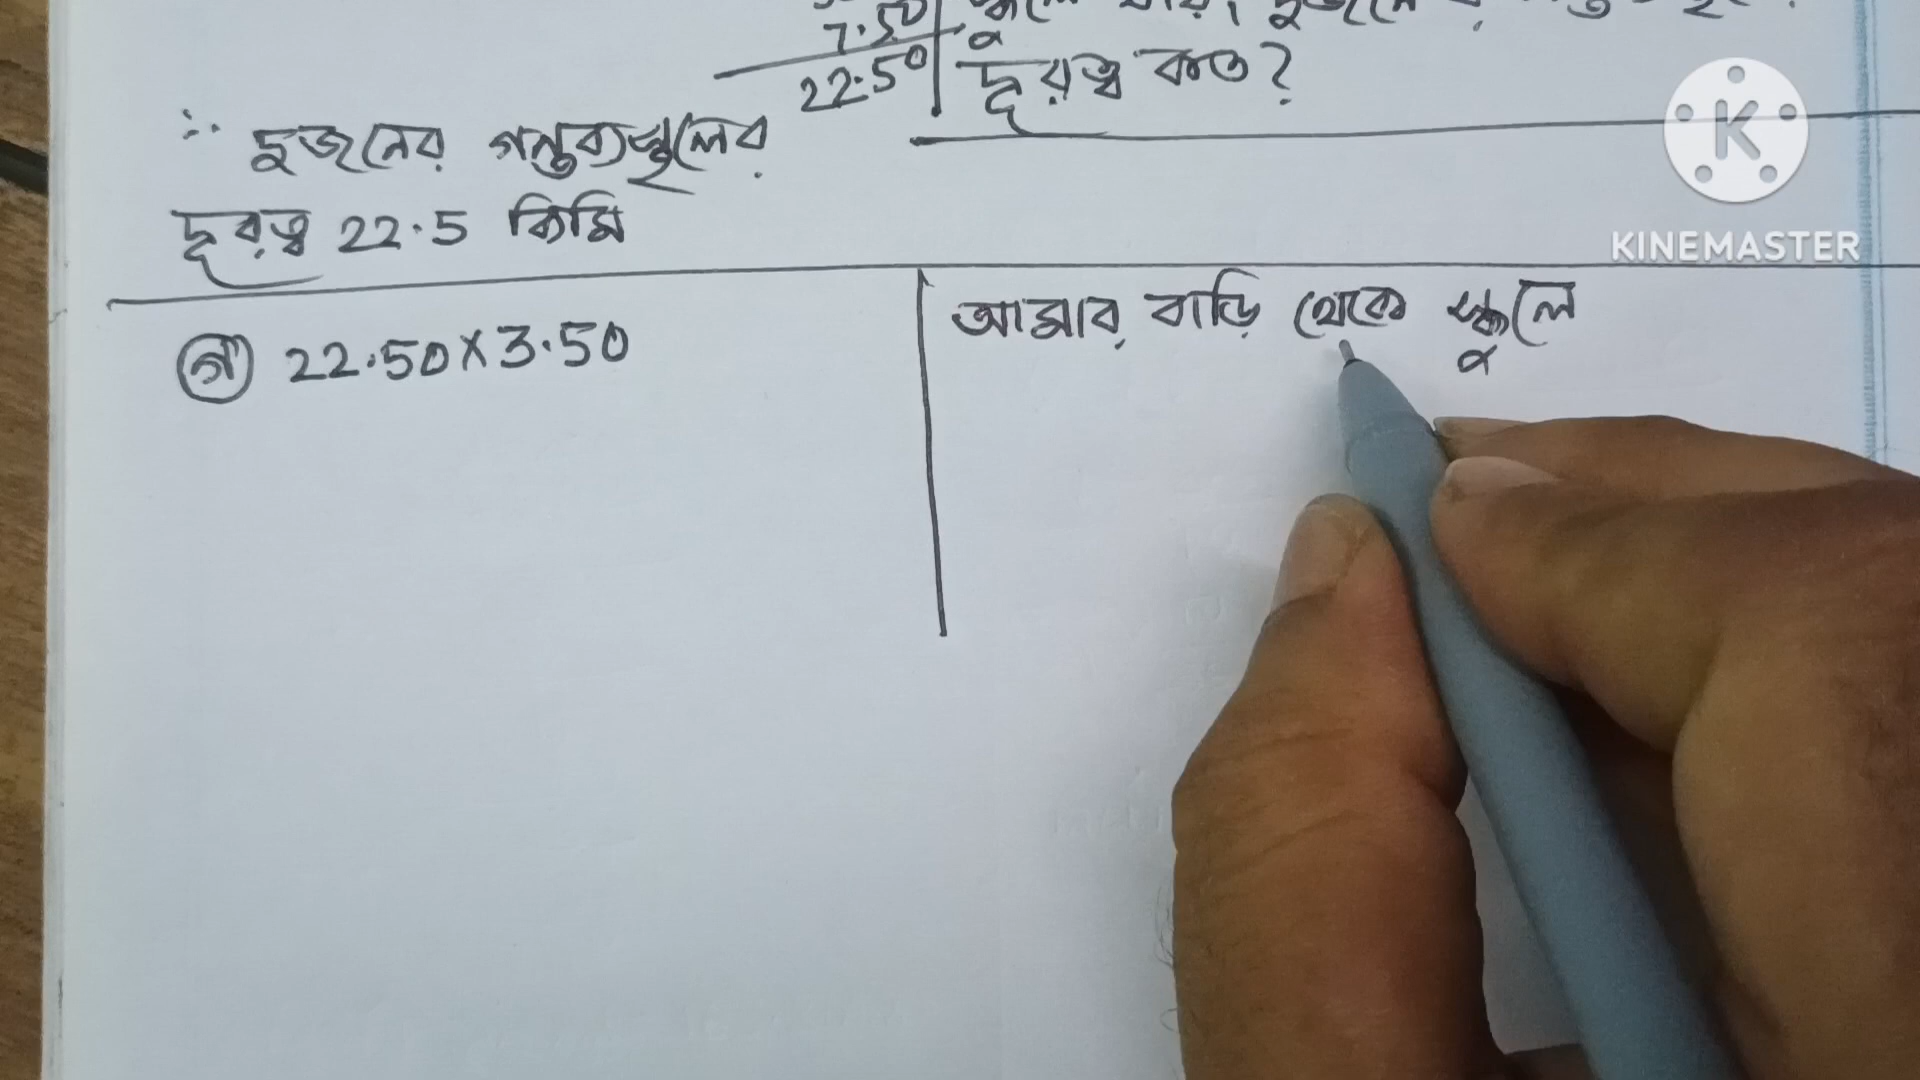 7.50
22.50
দূরত্ব কত?
∴ দুজনের গন্তব্যস্থলের
দূরত্ব 22.5 কিমি
গ 22.50×3.50
আমার বাড়ি থেকে স্কুলে
K
KINEMASTER